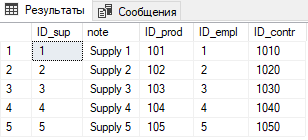 Результаты Сообщения
ID_sup note ID_prod ID_empl ID_contr
1 1 Supply 1 101 1 1010
2 2 Supply 2 102 2 1020
3 3 Supply 3 103 3 1030
4 4 Supply 4 104 4 1040
5 5 Supply 5 105 5 1050